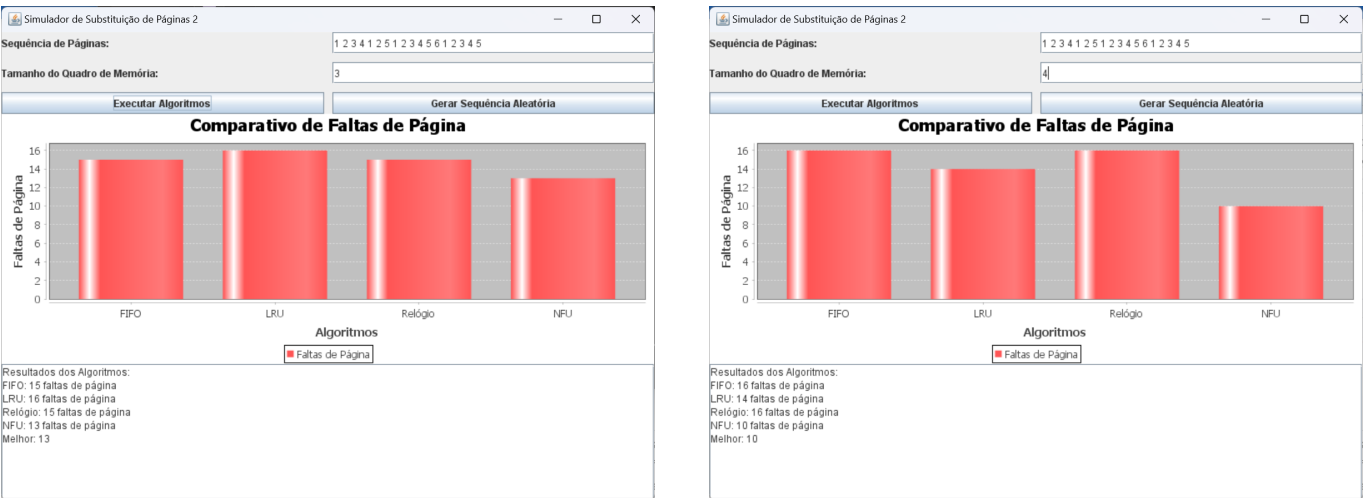 Simulador de Substituição de Páginas 2
Sequência de Páginas:
1 2 3 4 1 2 5 1 2 3 4 5 6 1 2 3 4 5
Tamanho do Quadro de Memória:
3
Executar Algoritmos
Gerar Sequência Aleatória
Comparativo de Faltas de Página
Faltas de Página
16
14
12
10
8
6
4
2
0
FIFO
LRU
Relógio
NFU
Algoritmos
Faltas de Página
Resultados dos Algoritmos:
FIFO: 15 faltas de página
LRU: 16 faltas de página
Relógio: 15 faltas de página
NFU: 13 faltas de página
Melhor: 13
Simulador de Substituição de Páginas 2
Sequência de Páginas:
1 2 3 4 1 2 5 1 2 3 4 5 6 1 2 3 4 5
Tamanho do Quadro de Memória:
4
Executar Algoritmos
Gerar Sequência Aleatória
Comparativo de Faltas de Página
Faltas de Página
16
14
12
10
8
6
4
2
0
FIFO
LRU
Relógio
NFU
Algoritmos
Faltas de Página
Resultados dos Algoritmos:
FIFO: 16 faltas de página
LRU: 14 faltas de página
Relógio: 16 faltas de página
NFU: 10 faltas de página
Melhor: 10